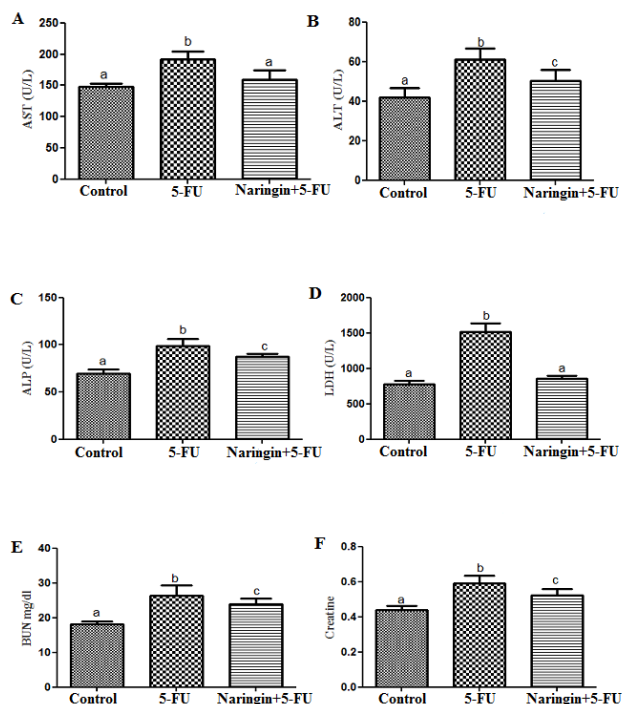 A
AST (U/L)
250
200
150
100
50
0
a
b
a
Control 5-FU Naringin+5-FU
B
ALT (U/L)
80
60
40
20
0
a
b
c
Control 5-FU Naringin+5-FU
C
ALP (U/L)
150
100
50
0
a
b
c
Control 5-FU Naringin+5-FU
D
LDH (U/L)
2000
1500
1000
500
0
a
b
a
Control 5-FU Naringin+5-FU
E
BUN mg/dl
40
30
20
10
0
a
b
c
Control 5-FU Naringin+5-FU
F
Creatine
0.8
0.6
0.4
0.2
0.0
a
b
c
Control 5-FU Naringin+5-FU